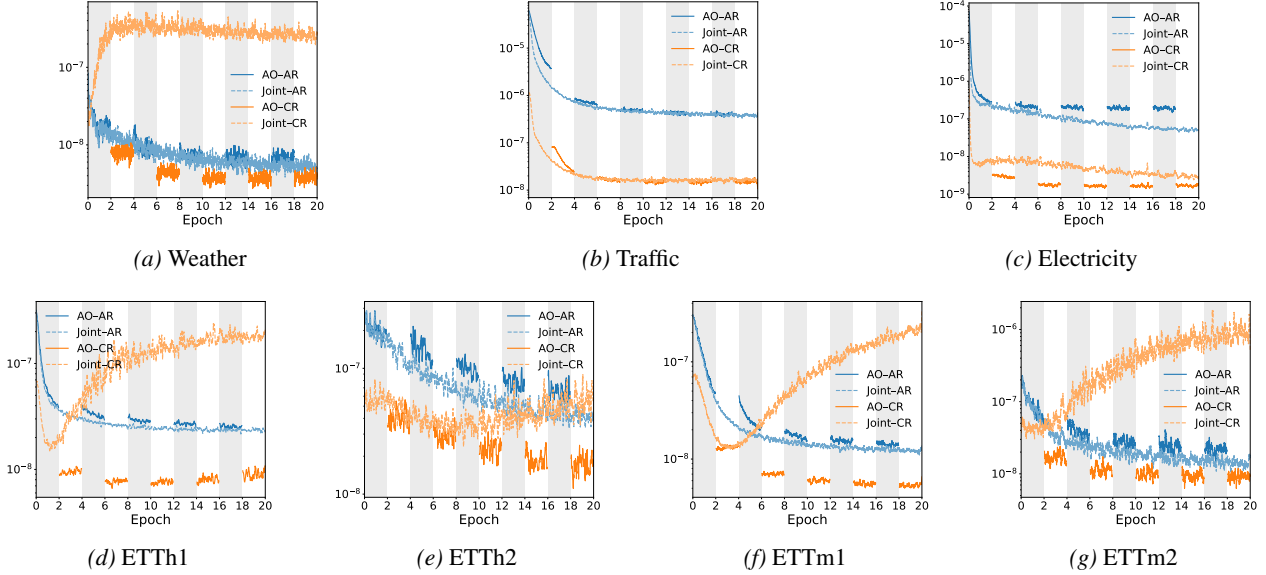 10⁻⁷
10⁻⁸
AO–AR
Joint–AR
AO–CR
Joint–CR
0 2 4 6 8 10 12 14 16 18 20
Epoch
(a) Weather
10⁻⁵
10⁻⁶
10⁻⁷
10⁻⁸
AO–AR
Joint–AR
AO–CR
Joint–CR
0 2 4 6 8 10 12 14 16 18 20
Epoch
(b) Traffic
10⁻⁴
10⁻⁵
10⁻⁶
10⁻⁷
10⁻⁸
10⁻⁹
AO–AR
Joint–AR
AO–CR
Joint–CR
0 2 4 6 8 10 12 14 16 18 20
Epoch
(c) Electricity
10⁻⁷
10⁻⁸
AO–AR
Joint–AR
AO–CR
Joint–CR
0 2 4 6 8 10 12 14 16 18 20
Epoch
(d) ETTh1
10⁻⁷
10⁻⁸
AO–AR
Joint–AR
AO–CR
Joint–CR
0 2 4 6 8 10 12 14 16 18 20
Epoch
(e) ETTh2
10⁻⁷
10⁻⁸
AO–AR
Joint–AR
AO–CR
Joint–CR
0 2 4 6 8 10 12 14 16 18 20
Epoch
(f) ETTm1
10⁻⁶
10⁻⁷
10⁻⁸
AO–AR
Joint–AR
AO–CR
Joint–CR
0 2 4 6 8 10 12 14 16 18 20
Epoch
(g) ETTm2